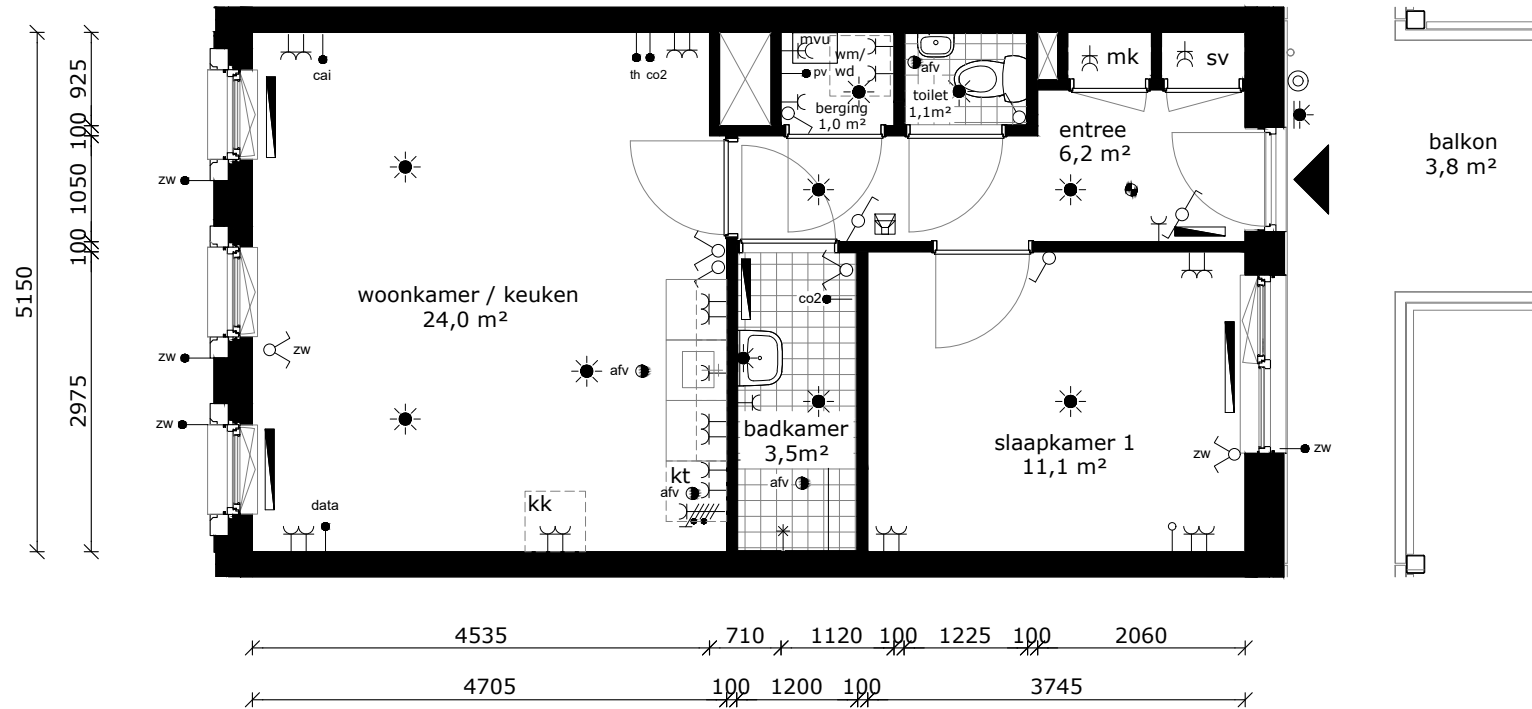 cai
th co2
mvu
wm/
wd
pv
berging
1,0 m²
afv
toilet
1,1m²
mk
sv
entree
6,2 m²
balkon
3,8 m²
925
100
1050
100
2975
5150
zw
zw
zw
woonkamer / keuken
24,0 m²
zw
afv
co2
badkamer
3,5m²
afv
slaapkamer 1
11,1 m²
zw
zw
kt
afv
kk
data
4535 710 1120 100 1225 100 2060
4705 100 1200 100 3745